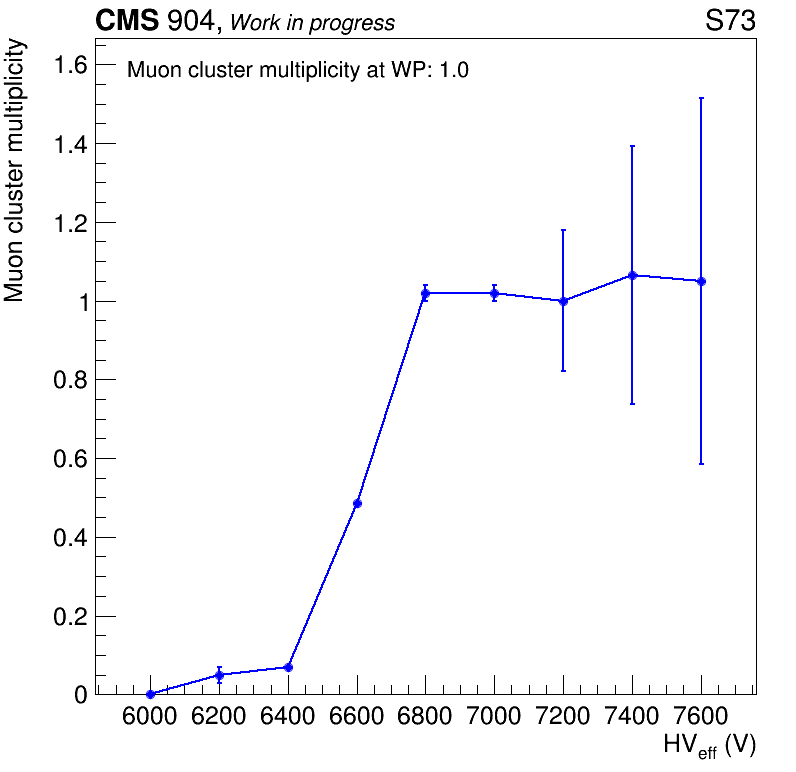 CMS 904, Work in progress S73
Muon cluster multiplicity at WP: 1.0
Muon cluster multiplicity
1.6
1.4
1.2
1
0.8
0.6
0.4
0.2
0
6000 6200 6400 6600 6800 7000 7200 7400 7600
HVeff (V)